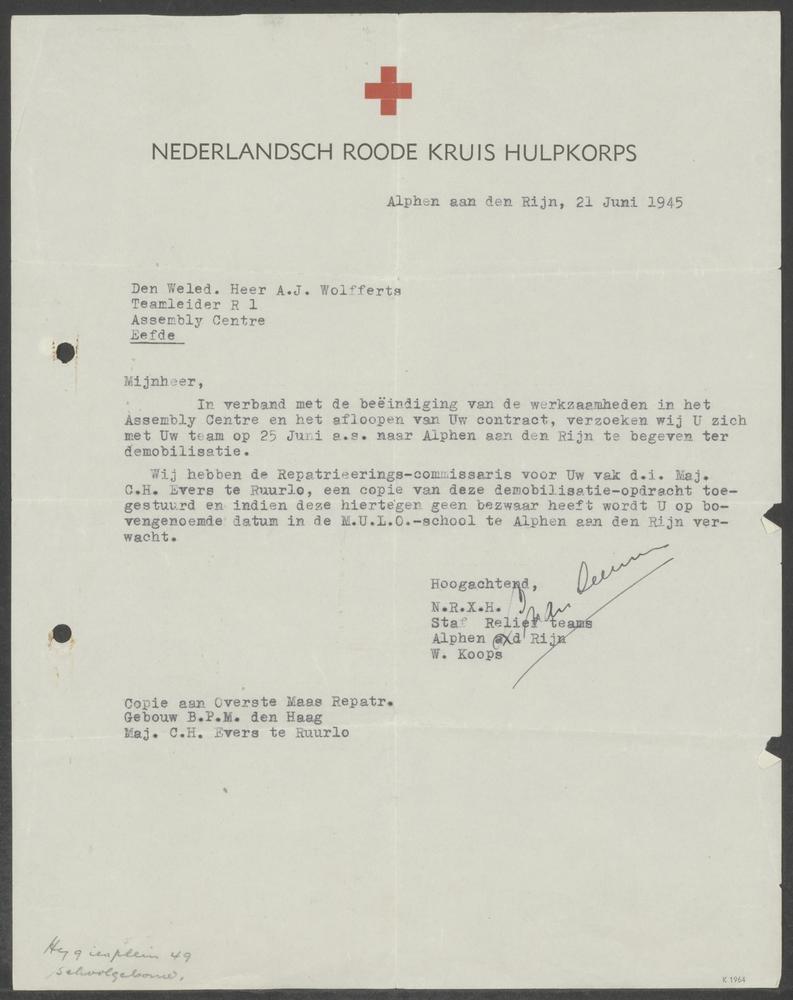 NEDERLANDSCH ROODE KRUIS HULPKORPS
Alphen aan den Rijn, 21 Juni 1945
Den Weled. Heer A.J. Wolfferts
Teamleider R 1
Assembly Centre
Eefde
Mijnheer,
In verband met de beëindiging van de werkzaamheden in het
Assembly Centre en het afloopen van Uw contract, verzoeken wij U zich
met Uw team op 25 Juni a.s. naar Alphen aan den Rijn te begeven ter
demobilisatie.
Wij hebben de Repatrieerings-commissaris voor Uw vak d.i. Maj.
C.H. Evers te Ruurlo, een copie van deze demobilisatie-opdracht toe-
gestuurd en indien deze hiertegen geen bezwaar heeft wordt U op bo-
vengenoemde datum in de M.U.L.O.-school te Alphen aan den Rijn ver-
wacht.
Hoogachtend,
N.R.X.H.
Staf Relief teams
Alphen a/d Rijn
W. Koops
Copie aan Overste Maas Repatr.
Gebouw B.P.M. den Haag
Maj. C.H. Evers te Ruurlo
49
K 1964